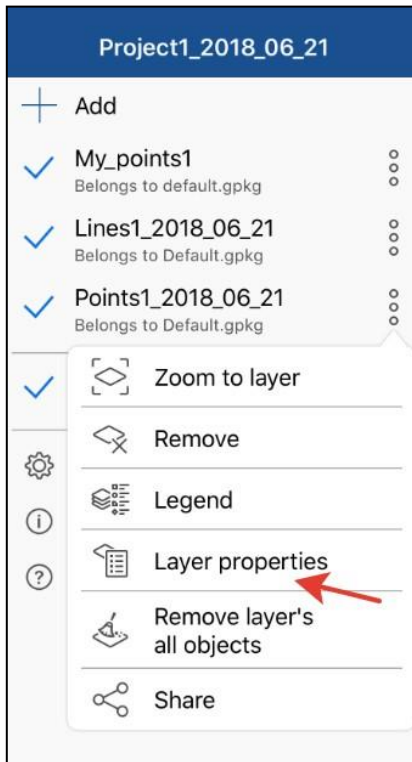 Project1_2018_06_21
Add
My_points1
Belongs to default.gpkg
Lines1_2018_06_21
Belongs to Default.gpkg
Points1_2018_06_21
Belongs to Default.gpkg
Zoom to layer
Remove
Legend
Layer properties
Remove layer's
all objects
Share